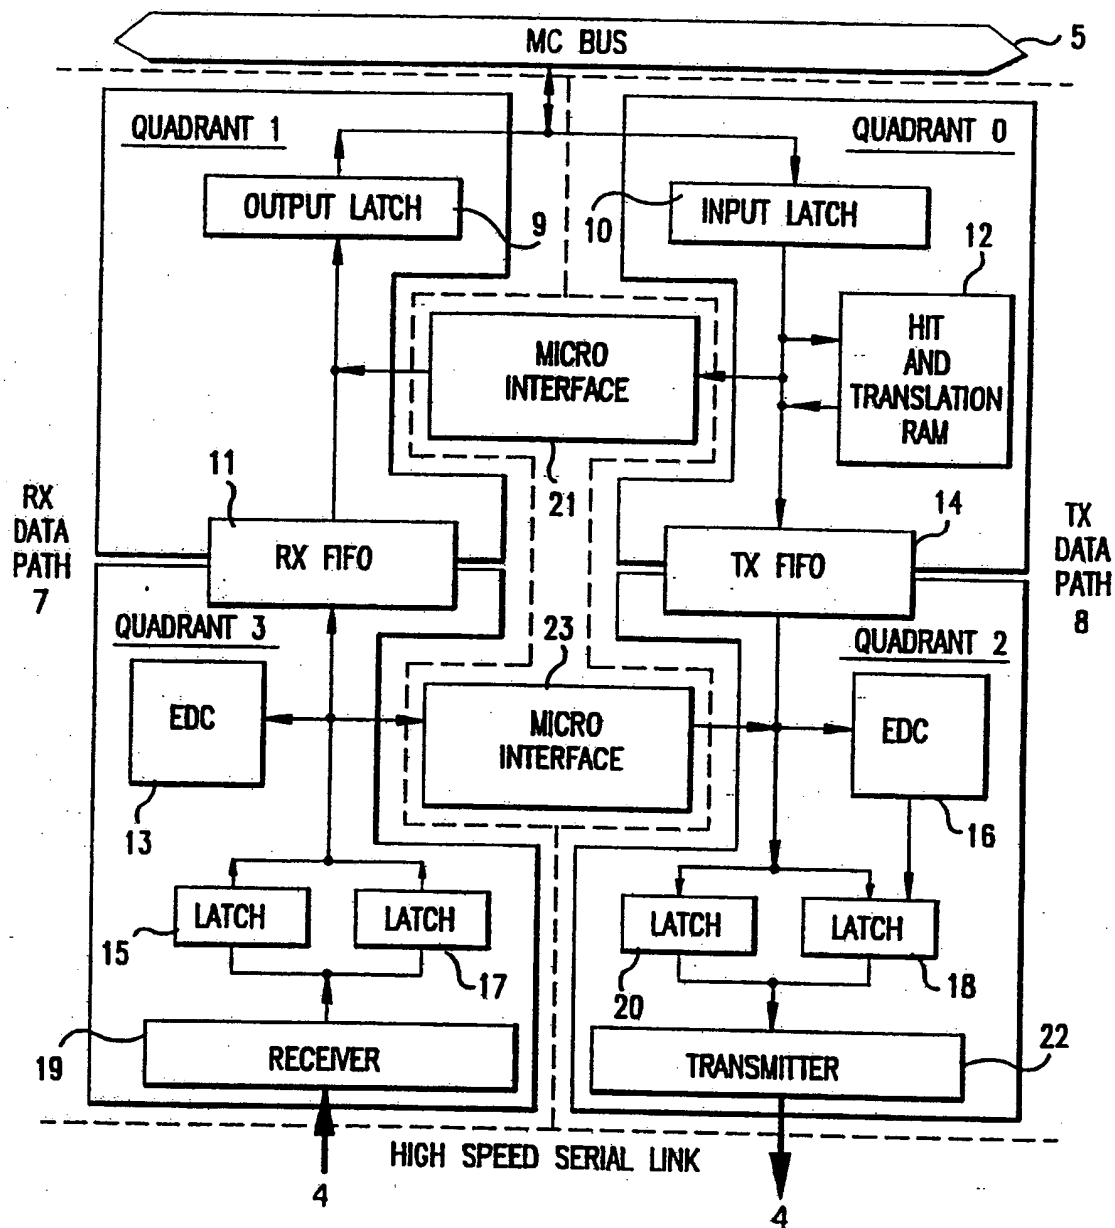 MC BUS
5
QUADRANT 1
QUADRANT 0
OUTPUT LATCH
9
10
INPUT LATCH
12
HIT
AND
TRANSLATION
RAM
MICRO
INTERFACE
21
11
RX
DATA
PATH
7
RX FIFO
14
TX FIFO
TX
DATA
PATH
8
QUADRANT 3
QUADRANT 2
23
EDC
13
MICRO
INTERFACE
EDC
16
LATCH
15
LATCH
17
LATCH
20
LATCH
18
19
RECEIVER
TRANSMITTER
22
HIGH SPEED SERIAL LINK
4
4